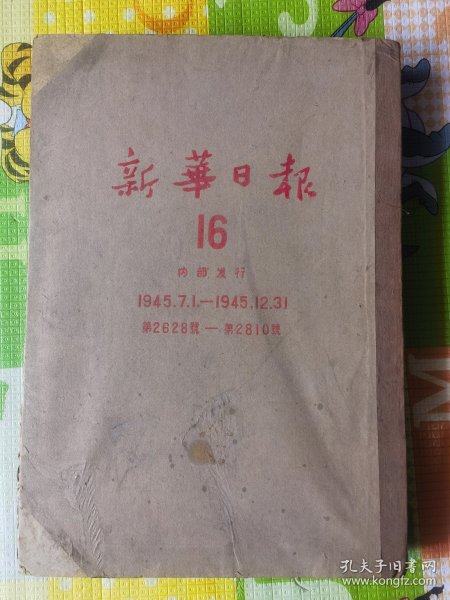 新華日報
16
内部发行
1945.7.1.—1945.12.31
第2628號—第2810號
M
孔夫子旧书网
www.kongfz.com